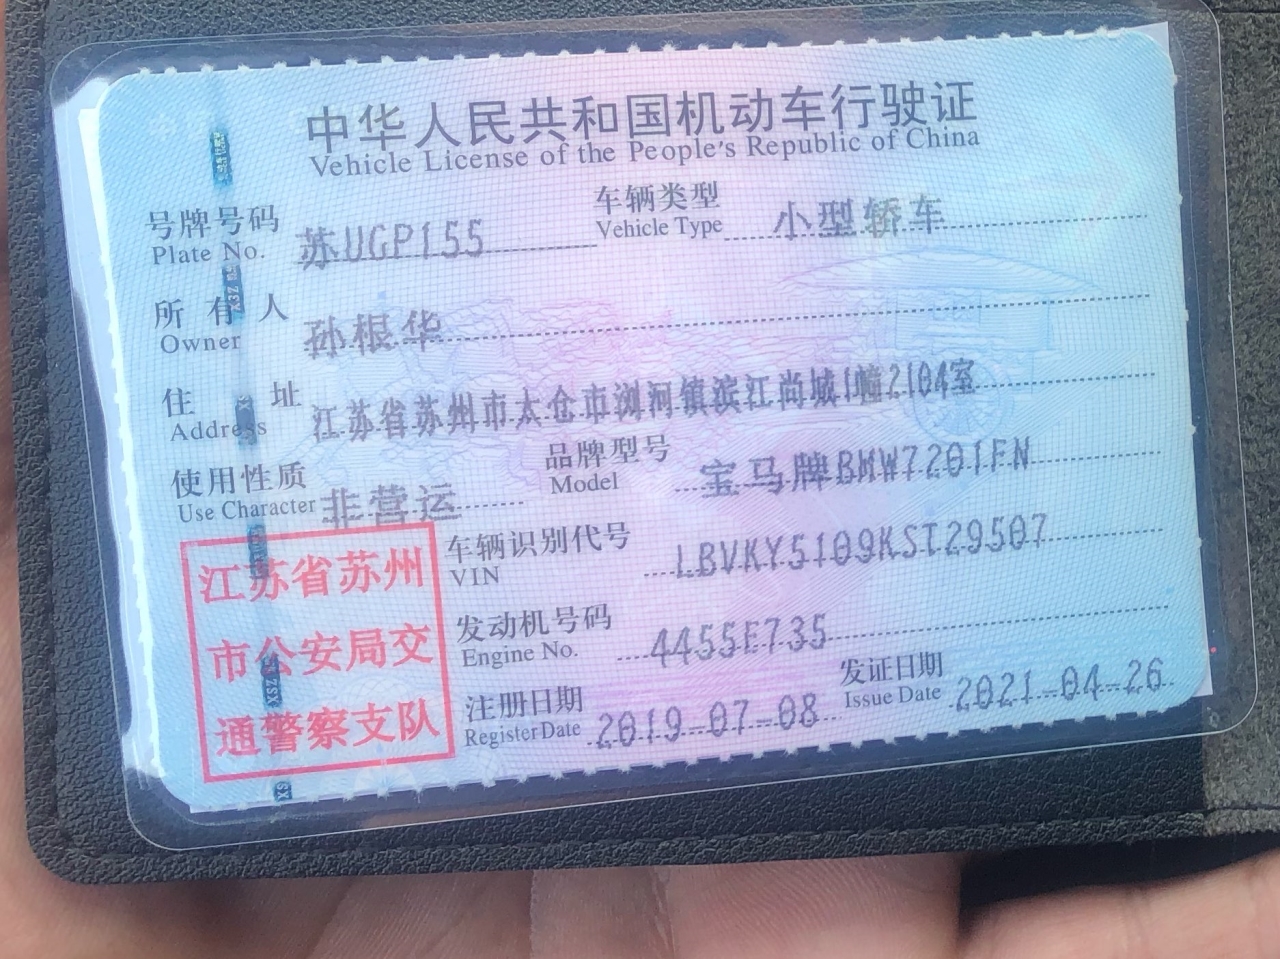 中华人民共和国机动车行驶证
Vehicle License of the People's Republic of China
号牌号码 苏UGP155 车辆类型 小型轿车
Plate No. Vehicle Type
所有人 孙根华
Owner
住址 江苏省苏州市太仓市浏河镇滨江尚城1幢2104室
Address
使用性质 非营运 品牌型号 宝马牌BMW7201FN
Use Character Model
车辆识别代号 LBVKY5109KST29507
VIN
发动机号码 4455E735
Engine No.
注册日期 2019-07-08 发证日期 2021-04-26
Register Date Issue Date
江苏省苏州
市公安局交
通警察支队